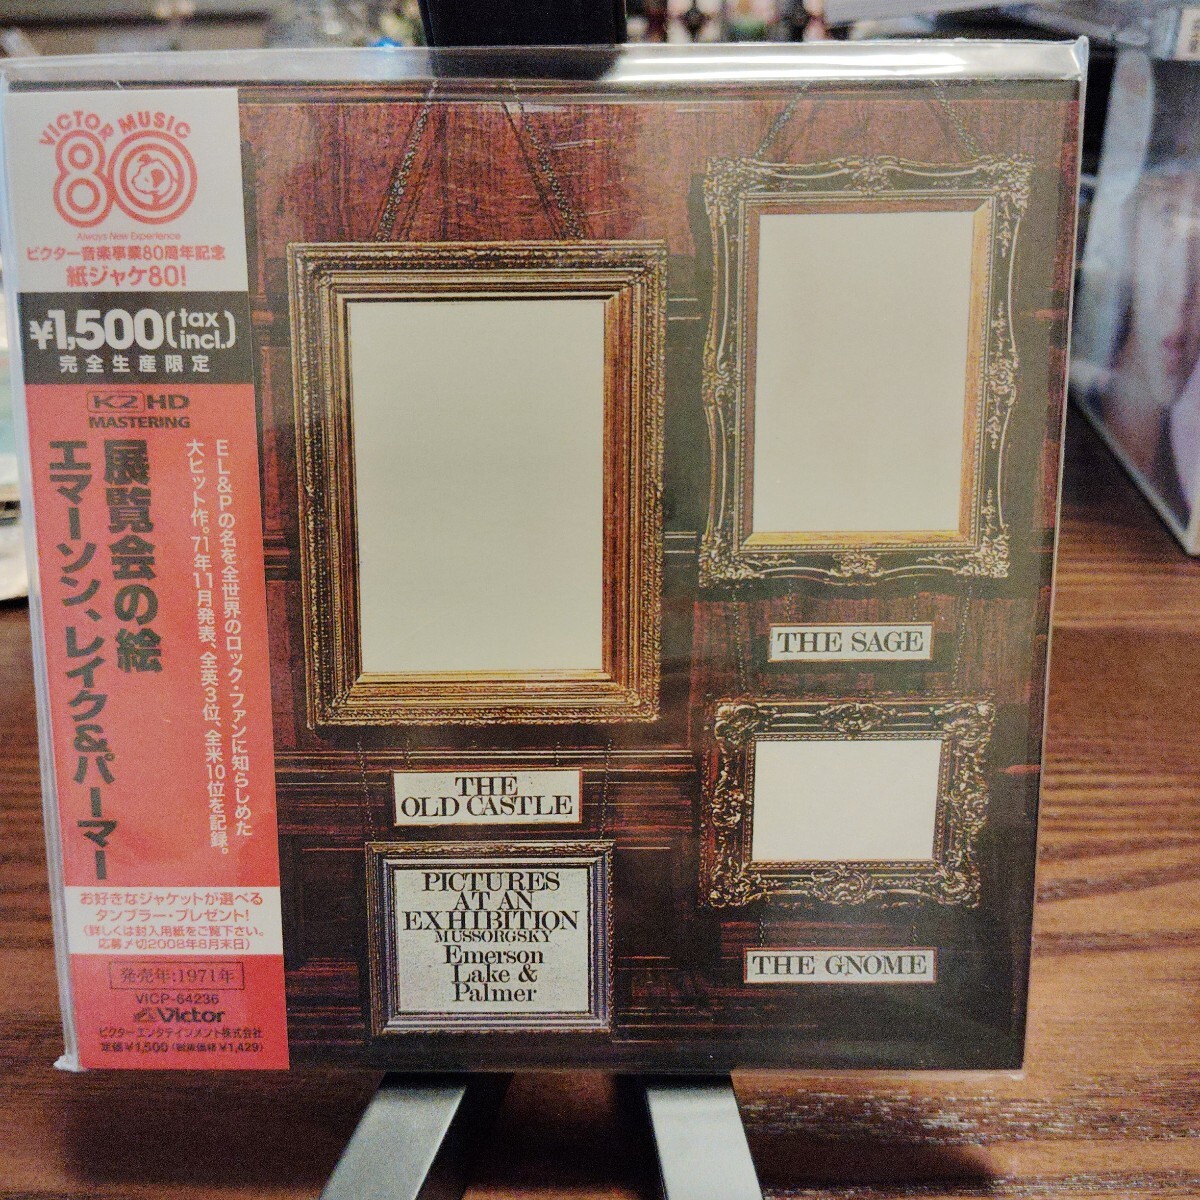 VICTOR MUSIC
80
Always New Experience
ビクター音楽事業80周年記念
紙ジャケ80!
¥1,500(tax incl.)
完全生産限定
K2 HD
MASTERING
EL&Pの名を全世界のロック・ファンに知らしめた
大ヒット作。71年11月発表、全英3位、全米10位を記録。
展覧会の絵
エマーソン、レイク&パーマー
お好きなジャケットが選べる
タンブラー・プレゼント!
(詳しくは封入用紙をご覧下さい。
応募〆切2008年8月末日)
発売年:1971年
VICP-64236
Victor
ビクターエンタテインメント株式会社
定価¥1,500(税抜価格¥1,429)
THE
OLD CASTLE
PICTURES
AT AN
EXHIBITION
MUSSORGSKY
Emerson
Lake &
Palmer
THE SAGE
THE GNOME